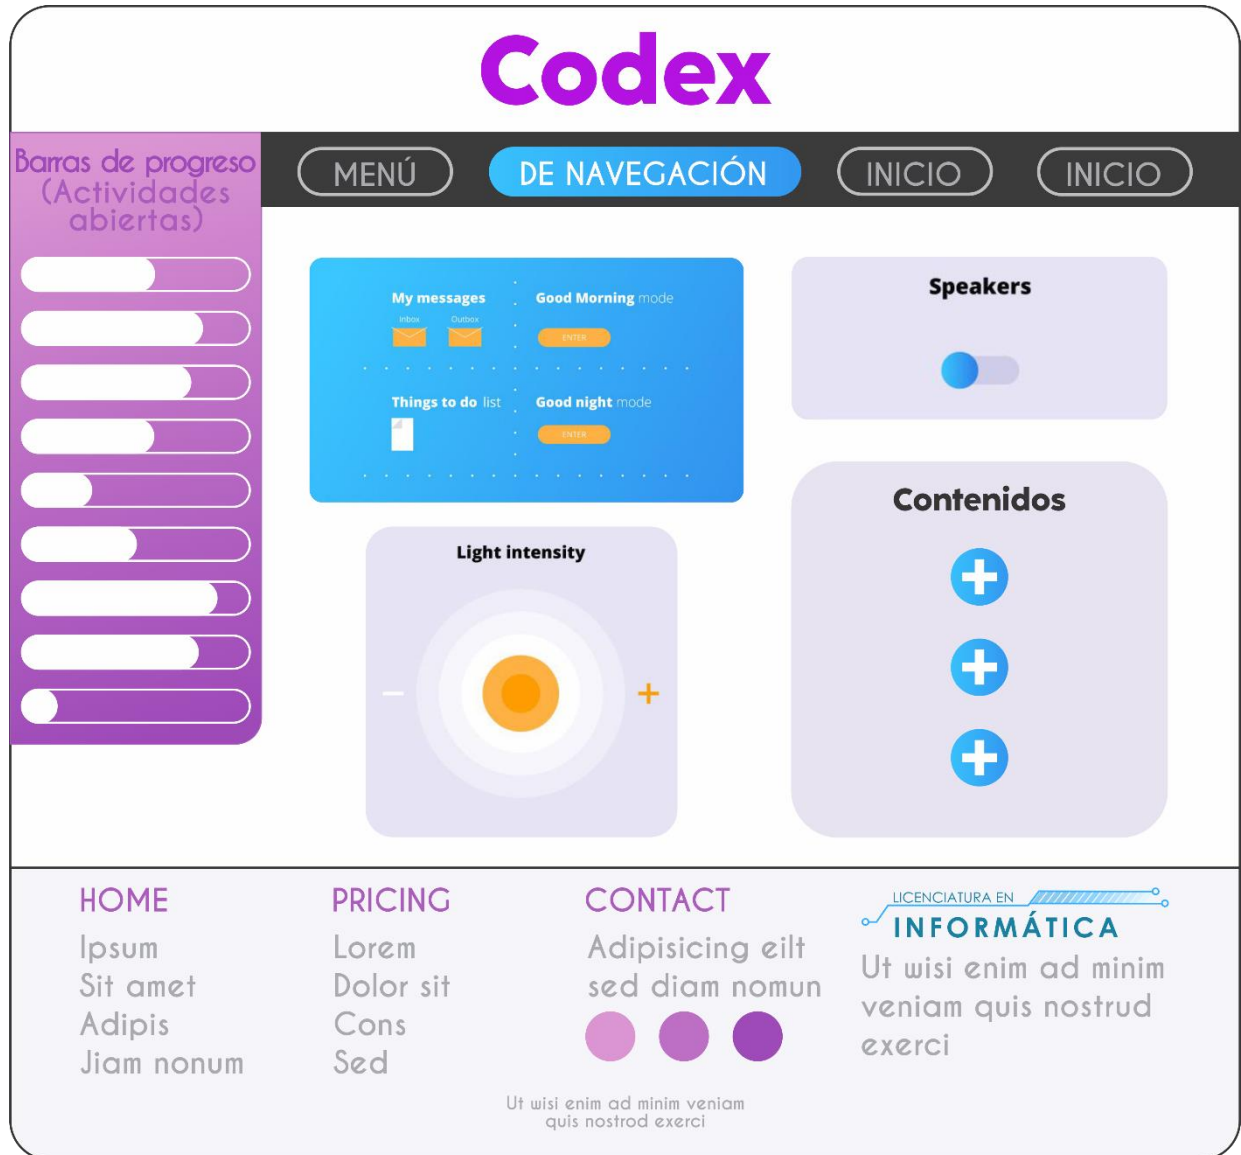 Codex
Barras de progreso
(Actividades
abiertas)
MENÚ
DE NAVEGACIÓN
INICIO
INICIO
My messages
Inbox
Outbox
Good Morning mode
ENTER
Things to do list
Good night mode
ENTER
Speakers
Light intensity
Contenidos
HOME
Ipsum
Sit amet
Adipis
Jiam nonum
PRICING
Lorem
Dolor sit
Cons
Sed
CONTACT
Adipisicing eilt
sed diam nomun
LICENCIATURA EN
INFORMÁTICA
Ut wisi enim ad minim
veniam quis nostrud
exerci
Ut wisi enim ad minim veniam
quis nostrod exerci